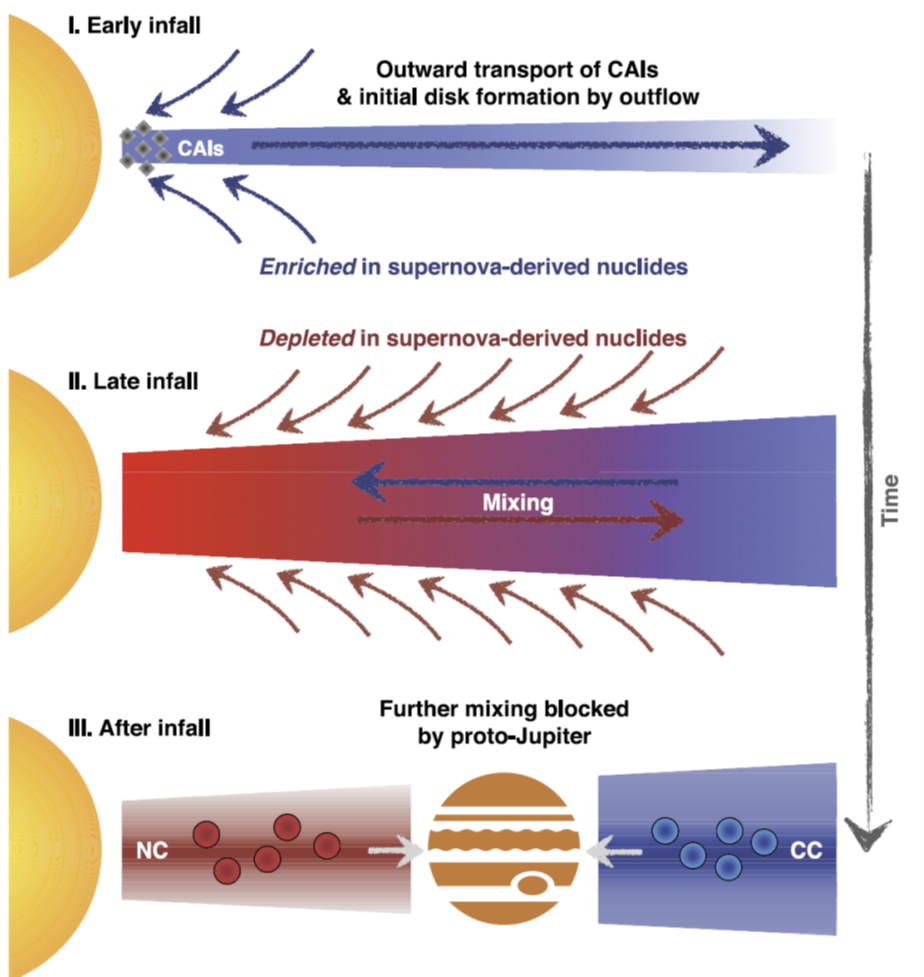 I. Early infall
Outward transport of CAIs
& initial disk formation by outflow
CAIs
Enriched in supernova-derived nuclides
Depleted in supernova-derived nuclides
II. Late infall
Mixing
Time
III. After infall
Further mixing blocked
by proto-Jupiter
NC
CC